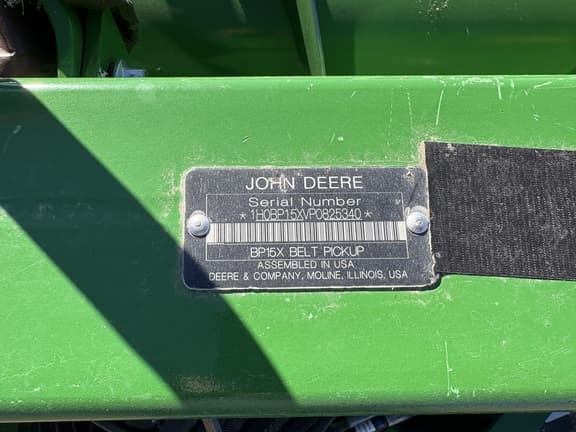 JOHN DEERE
Serial Number
* 1H0BP15XVP0825340 *
BP15X BELT PICKUP
ASSEMBLED IN USA
DEERE & COMPANY, MOLINE, ILLINOIS, USA